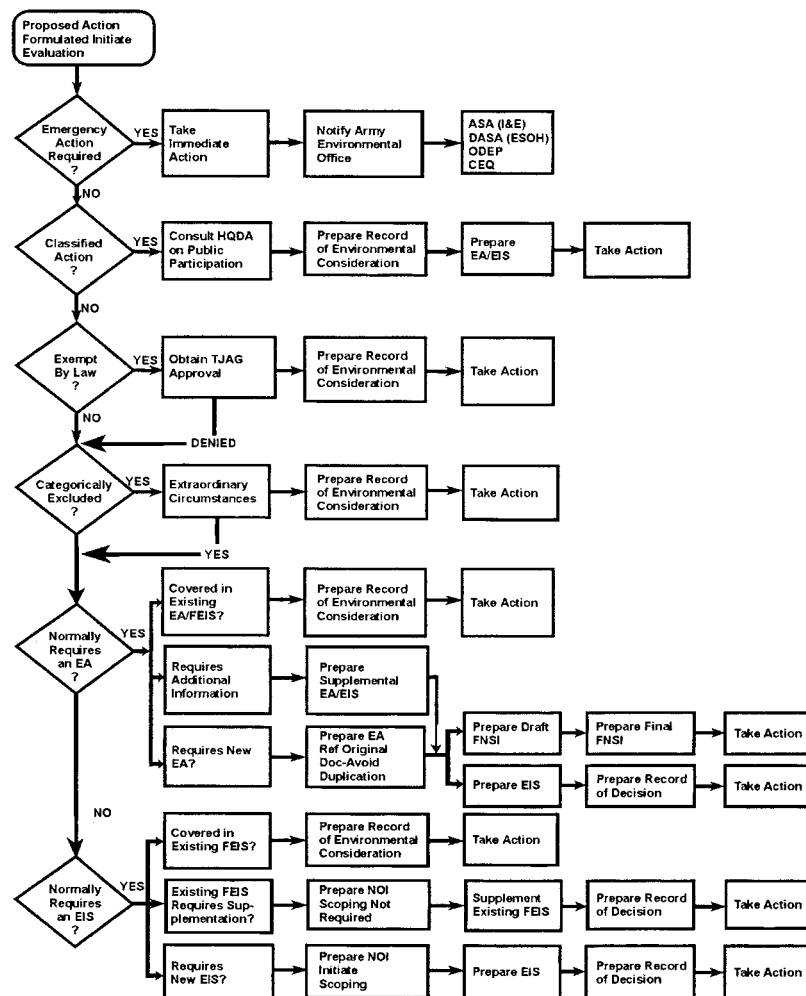 Proposed Action
Formulated Initiate
Evaluation
Emergency
Action
Required
?
YES
Take
Immediate
Action
Notify Army
Environmental
Office
ASA (I&E)
DASA (ESOH)
ODEP
CEQ
NO
Classified
Action
?
YES
Consult HQDA
on Public
Participation
Prepare Record
of Environmental
Consideration
Prepare
EA/EIS
Take Action
NO
Exempt
By Law
?
YES
Obtain TJAG
Approval
Prepare Record
of Environmental
Consideration
Take Action
NO
DENIED
Categorically
Excluded
?
YES
Extraordinary
Circumstances
Prepare Record
of Environmental
Consideration
Take Action
YES
Normally
Requires
an EA
?
YES
Covered in
Existing
EA/FEIS?
Prepare Record
of Environmental
Consideration
Take Action
Requires
Additional
Information
Prepare
Supplemental
EA/EIS
Requires New
EA?
Prepare EA
Ref Original
Doc-Avoid
Duplication
Prepare Draft
FNSI
Prepare Final
FNSI
Take Action
Prepare EIS
Prepare Record
of Decision
Take Action
NO
Normally
Requires
an EIS
?
YES
Covered in
Existing FEIS?
Prepare Record
of Environmental
Consideration
Take Action
Existing FEIS
Requires Sup-
plementation?
Prepare NOI
Scoping Not
Required
Supplement
Existing FEIS
Prepare Record
of Decision
Take Action
Requires
New EIS?
Prepare NOI
Initiate
Scoping
Prepare EIS
Prepare Record
of Decision
Take Action